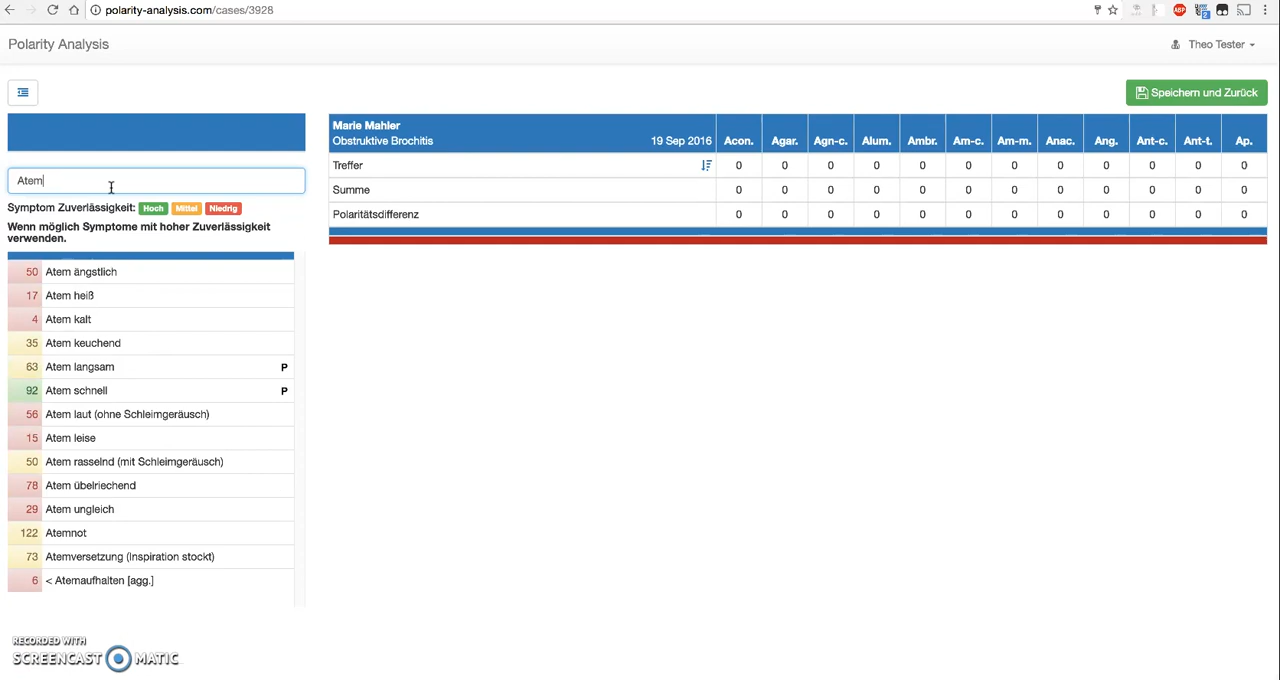 polarity-analysis.com/cases/3928
ABP
2
Polarity Analysis
Theo Tester
Speichern und Zurück
Marie Mahler
Obstruktive Brochitis 19 Sep 2016 Acon. Agar. Agn-c. Alum. Ambr. Am-c. Am-m. Anac. Ang. Ant-c. Ant-t. Ap.
Treffer 0 0 0 0 0 0 0 0 0 0 0 0
Summe 0 0 0 0 0 0 0 0 0 0 0 0
Polaritätsdifferenz 0 0 0 0 0 0 0 0 0 0 0 0
Atem
Symptom Zuverlässigkeit: Hoch Mittel Niedrig
Wenn möglich Symptome mit hoher Zuverlässigkeit
verwenden.
50 Atem ängstlich
17 Atem heiß
4 Atem kalt
35 Atem keuchend
63 Atem langsam P
92 Atem schnell P
56 Atem laut (ohne Schleimgeräusch)
15 Atem leise
50 Atem rasselnd (mit Schleimgeräusch)
78 Atem übelriechend
29 Atem ungleich
122 Atemnot
73 Atemversetzung (Inspiration stockt)
6 < Atemaufhalten [agg.]
RECORDED WITH
SCREENCAST MATIC